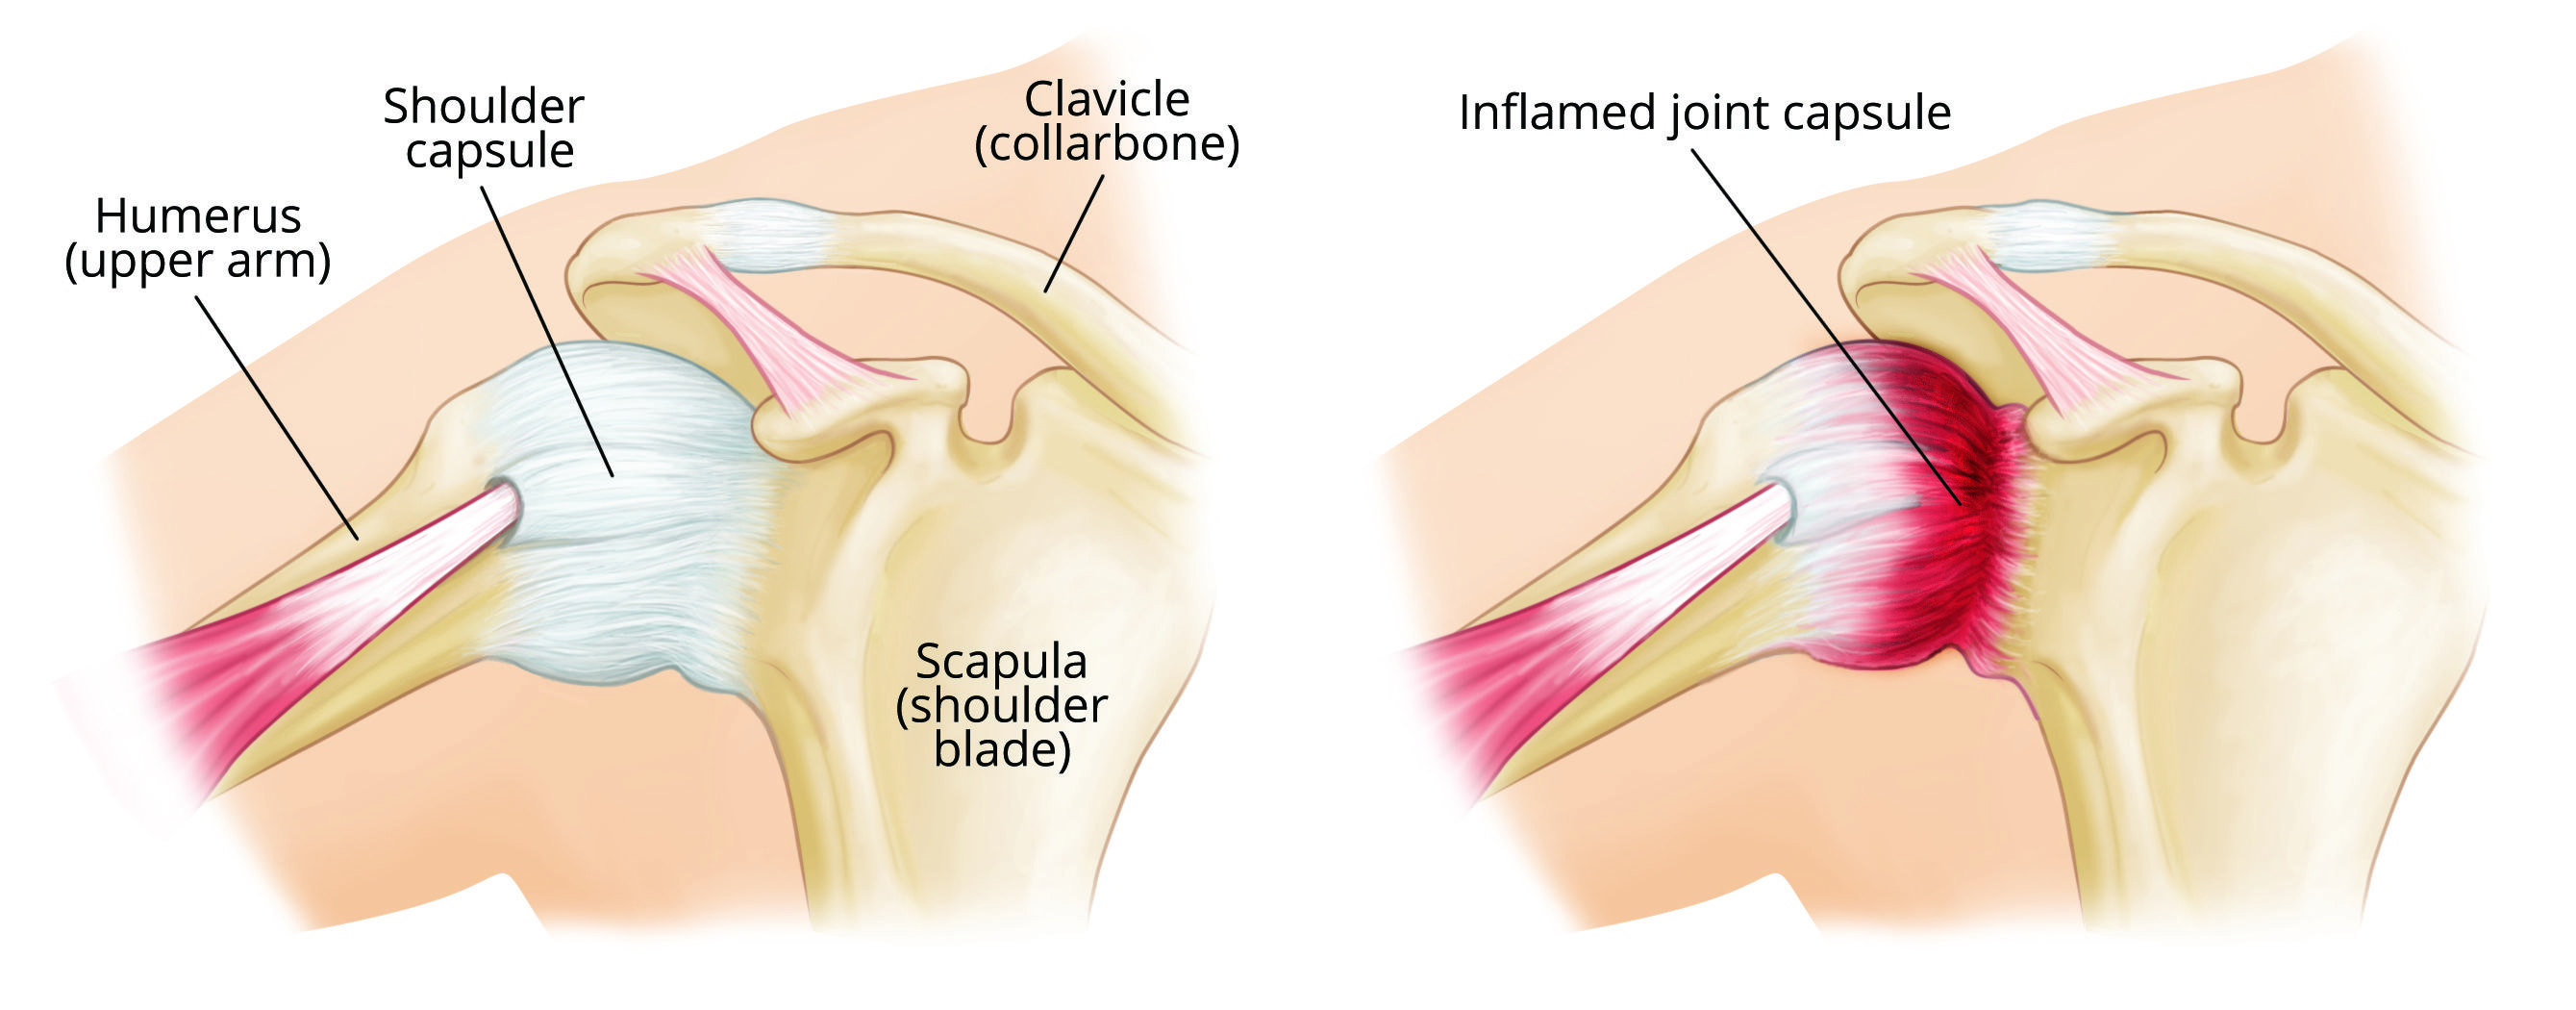 Shoulder
capsule
Clavicle
(collarbone)
Humerus
(upper arm)
Scapula
(shoulder
blade)
Inflamed joint capsule